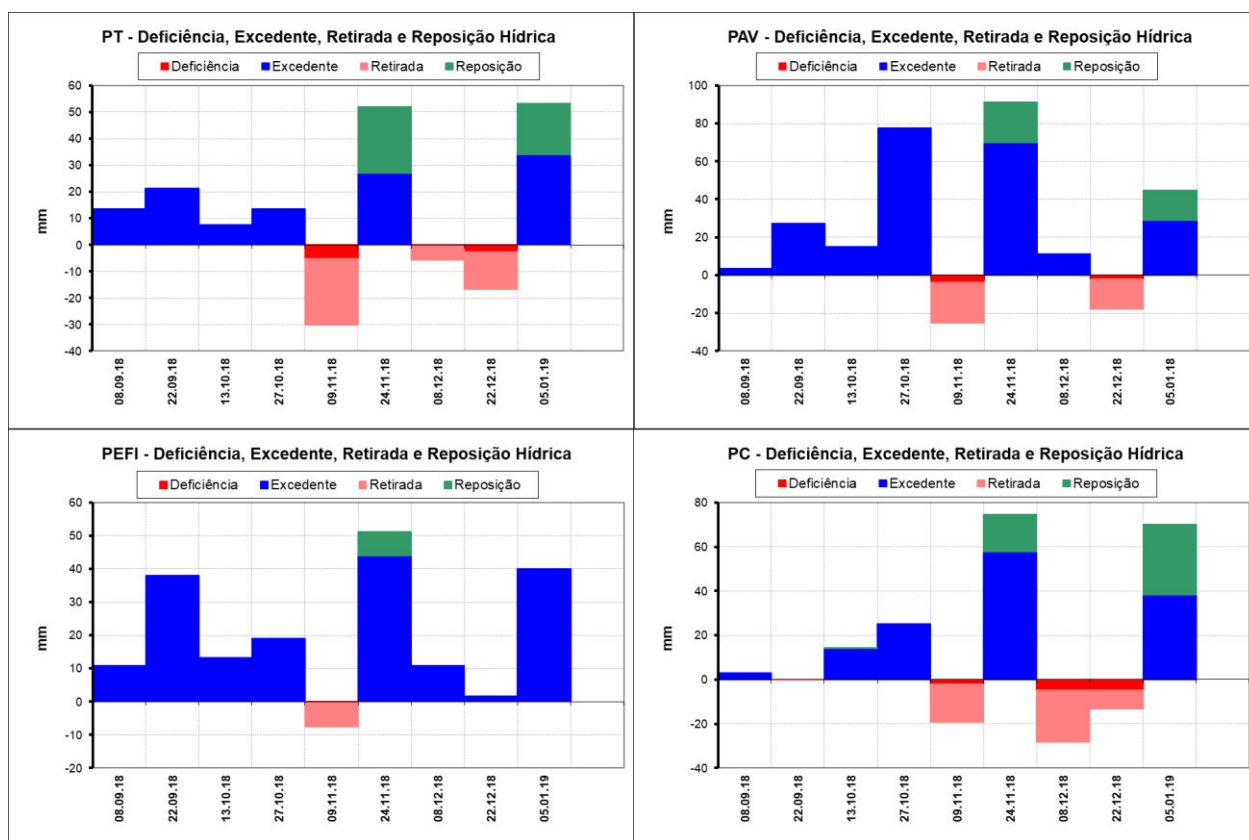 PT - Deficiência, Excedente, Retirada e Reposição Hídrica
Deficiência Excedente Retirada Reposição
60
50
40
30
20
10
0
-10
-20
-30
-40
mm
08.09.18 22.09.18 13.10.18 27.10.18 09.11.18 24.11.18 08.12.18 22.12.18 05.01.19
PAV - Deficiência, Excedente, Retirada e Reposição Hídrica
Deficiência Excedente Retirada Reposição
100
80
60
40
20
0
-20
-40
mm
08.09.18 22.09.18 13.10.18 27.10.18 09.11.18 24.11.18 08.12.18 22.12.18 05.01.19
PEFI - Deficiência, Excedente, Retirada e Reposição Hídrica
Deficiência Excedente Retirada Reposição
60
50
40
30
20
10
0
-10
-20
mm
08.09.18 22.09.18 13.10.18 27.10.18 09.11.18 24.11.18 08.12.18 22.12.18 05.01.19
PC - Deficiência, Excedente, Retirada e Reposição Hídrica
Deficiência Excedente Retirada Reposição
80
60
40
20
0
-20
-40
mm
08.09.18 22.09.18 13.10.18 27.10.18 09.11.18 24.11.18 08.12.18 22.12.18 05.01.19